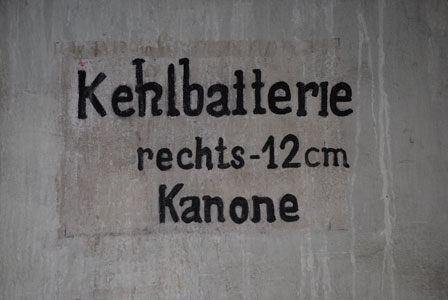 Kehlbatterie
rechts-12cm
Kanone